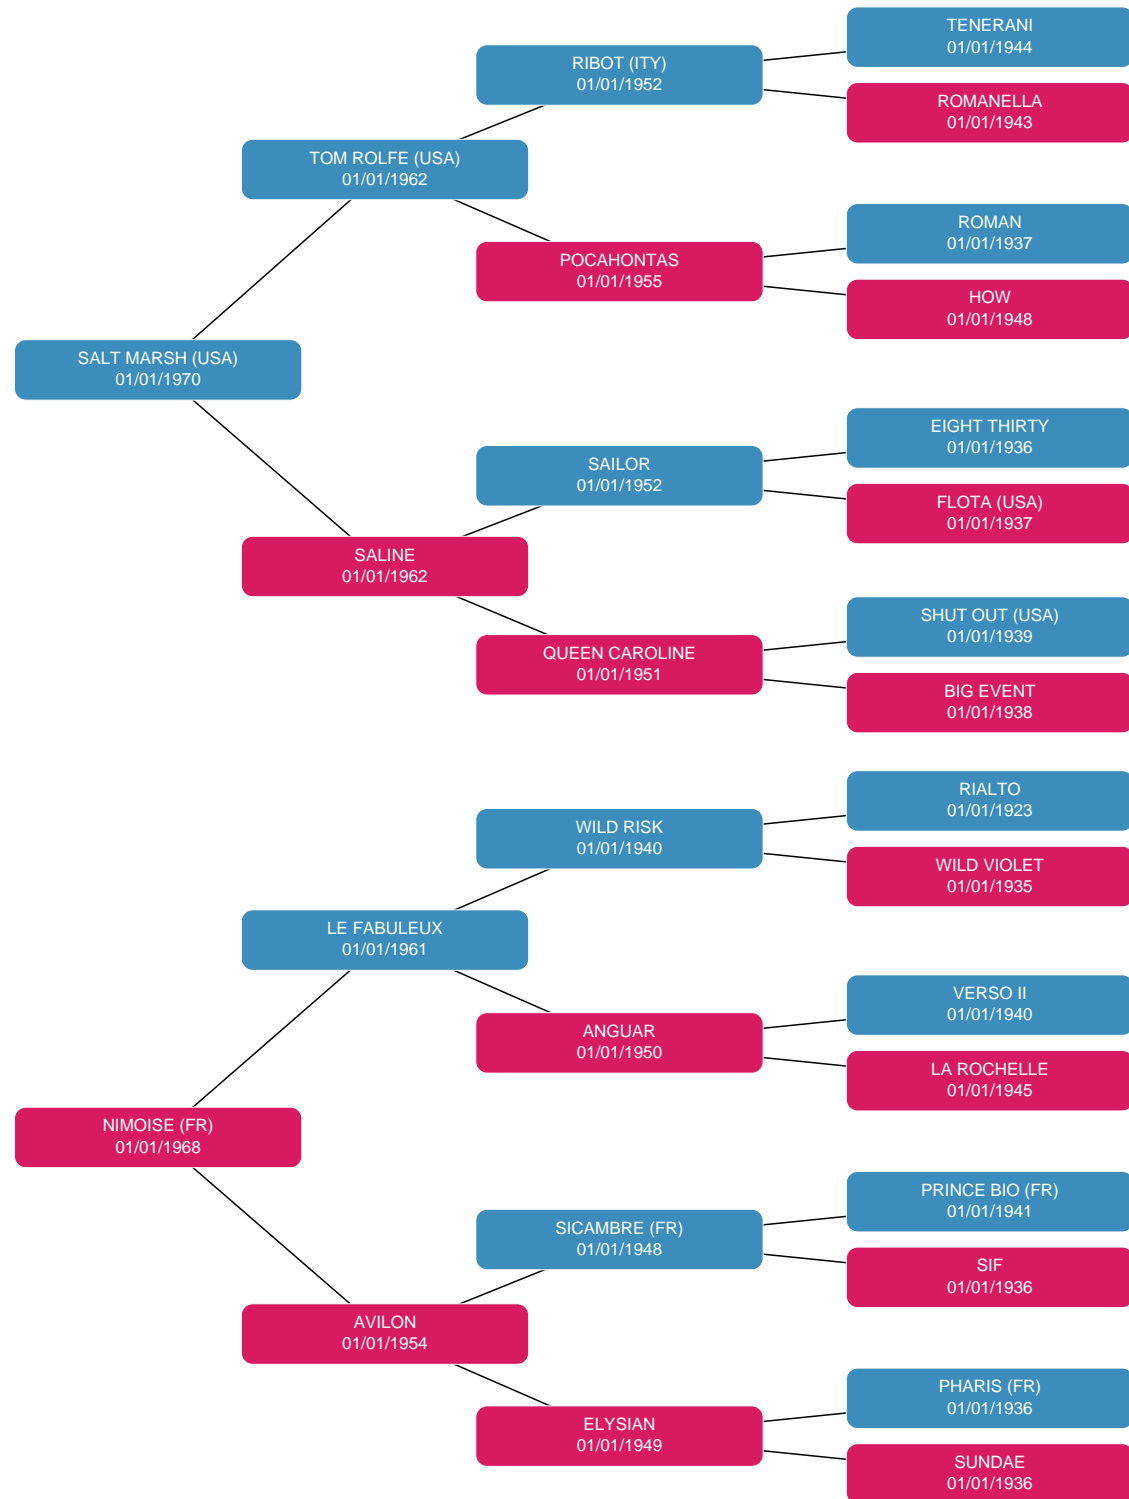 TENERANI
01/01/1944
RIBOT (ITY)
01/01/1952
ROMANELLA
01/01/1943
TOM ROLFE (USA)
01/01/1962
ROMAN
01/01/1937
POCAHONTAS
01/01/1955
HOW
01/01/1948
SALT MARSH (USA)
01/01/1970
EIGHT THIRTY
01/01/1936
SAILOR
01/01/1952
FLOTA (USA)
01/01/1937
SALINE
01/01/1962
SHUT OUT (USA)
01/01/1939
QUEEN CAROLINE
01/01/1951
BIG EVENT
01/01/1938
RIALTO
01/01/1923
WILD RISK
01/01/1940
WILD VIOLET
01/01/1935
LE FABULEUX
01/01/1961
VERSO II
01/01/1940
ANGUAR
01/01/1950
LA ROCHELLE
01/01/1945
NIMOISE (FR)
01/01/1968
PRINCE BIO (FR)
01/01/1941
SICAMBRE (FR)
01/01/1948
SIF
01/01/1936
AVILON
01/01/1954
PHARIS (FR)
01/01/1936
ELYSIAN
01/01/1949
SUNDAE
01/01/1936